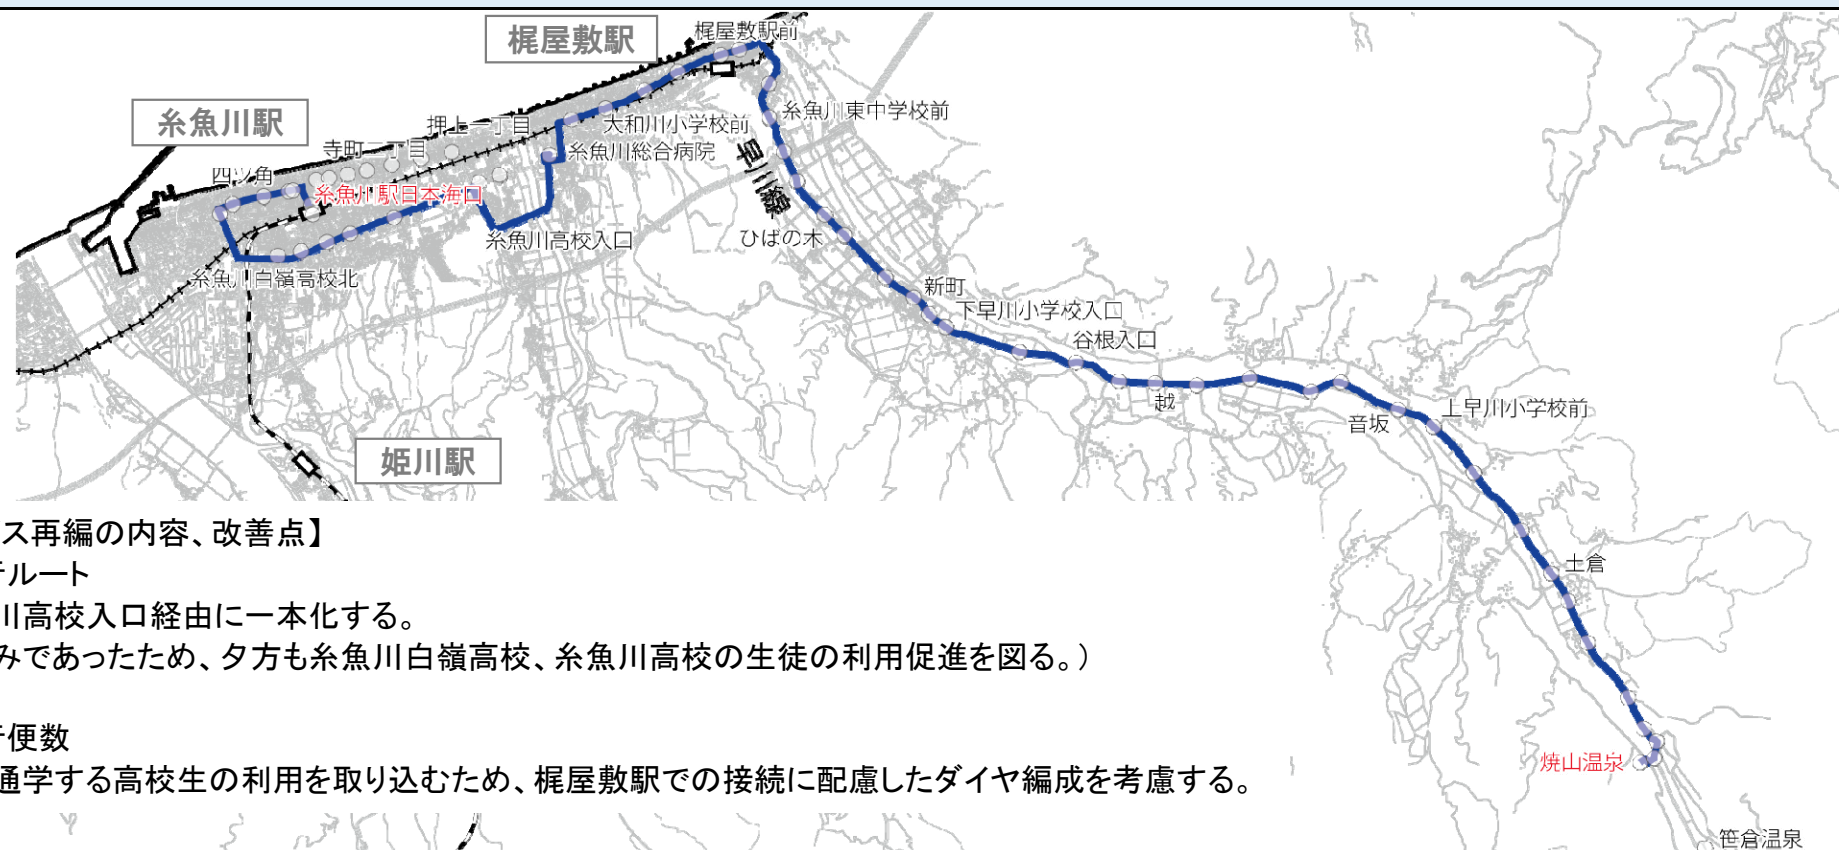 梶屋敷駅
梶屋敷駅前
糸魚川駅
押上一丁目
大和川小学校前
糸魚川東中学校前
寺町一丁目
糸魚川総合病院
四ツ角
糸魚川駅日本海口
早川線
糸魚川高校入口
ひばの木
糸魚川白嶺高校北
新町
下早川小学校入口
谷根入口
越
音坂
上早川小学校前
姫川駅
ス再編の内容、改善点】
ルート
川高校入口経由に一本化する。
みであったため、夕方も糸魚川白嶺高校、糸魚川高校の生徒の利用促進を図る。）
土倉
便数
通学する高校生の利用を取り込むため、梶屋敷駅での接続に配慮したダイヤ編成を考慮する。
焼山温泉
笹倉温泉